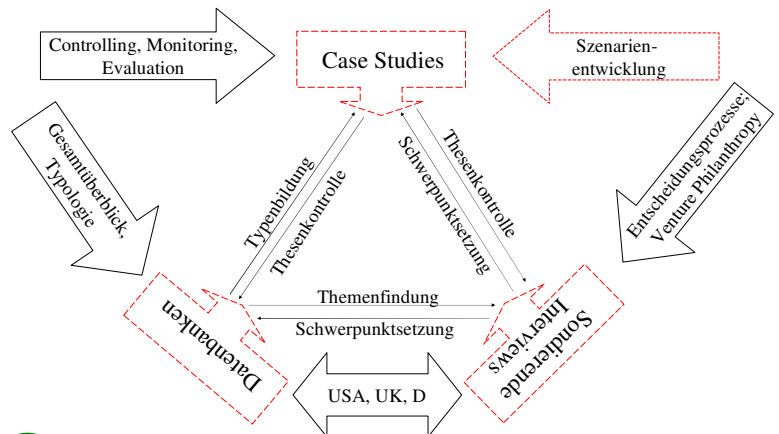 Controlling, Monitoring,
Evaluation
Case Studies
Szenarien-
entwicklung
Gesamtüberblick,
Typologie
Typenbildung
Thesenkontrolle
Thesenkontrolle
Schwerpunktsetzung
Entscheidungsprozesse;
Venture Philanthropy
Themenfindung
Schwerpunktsetzung
Datenbanken
Sondierende
Interviews
USA, UK, D